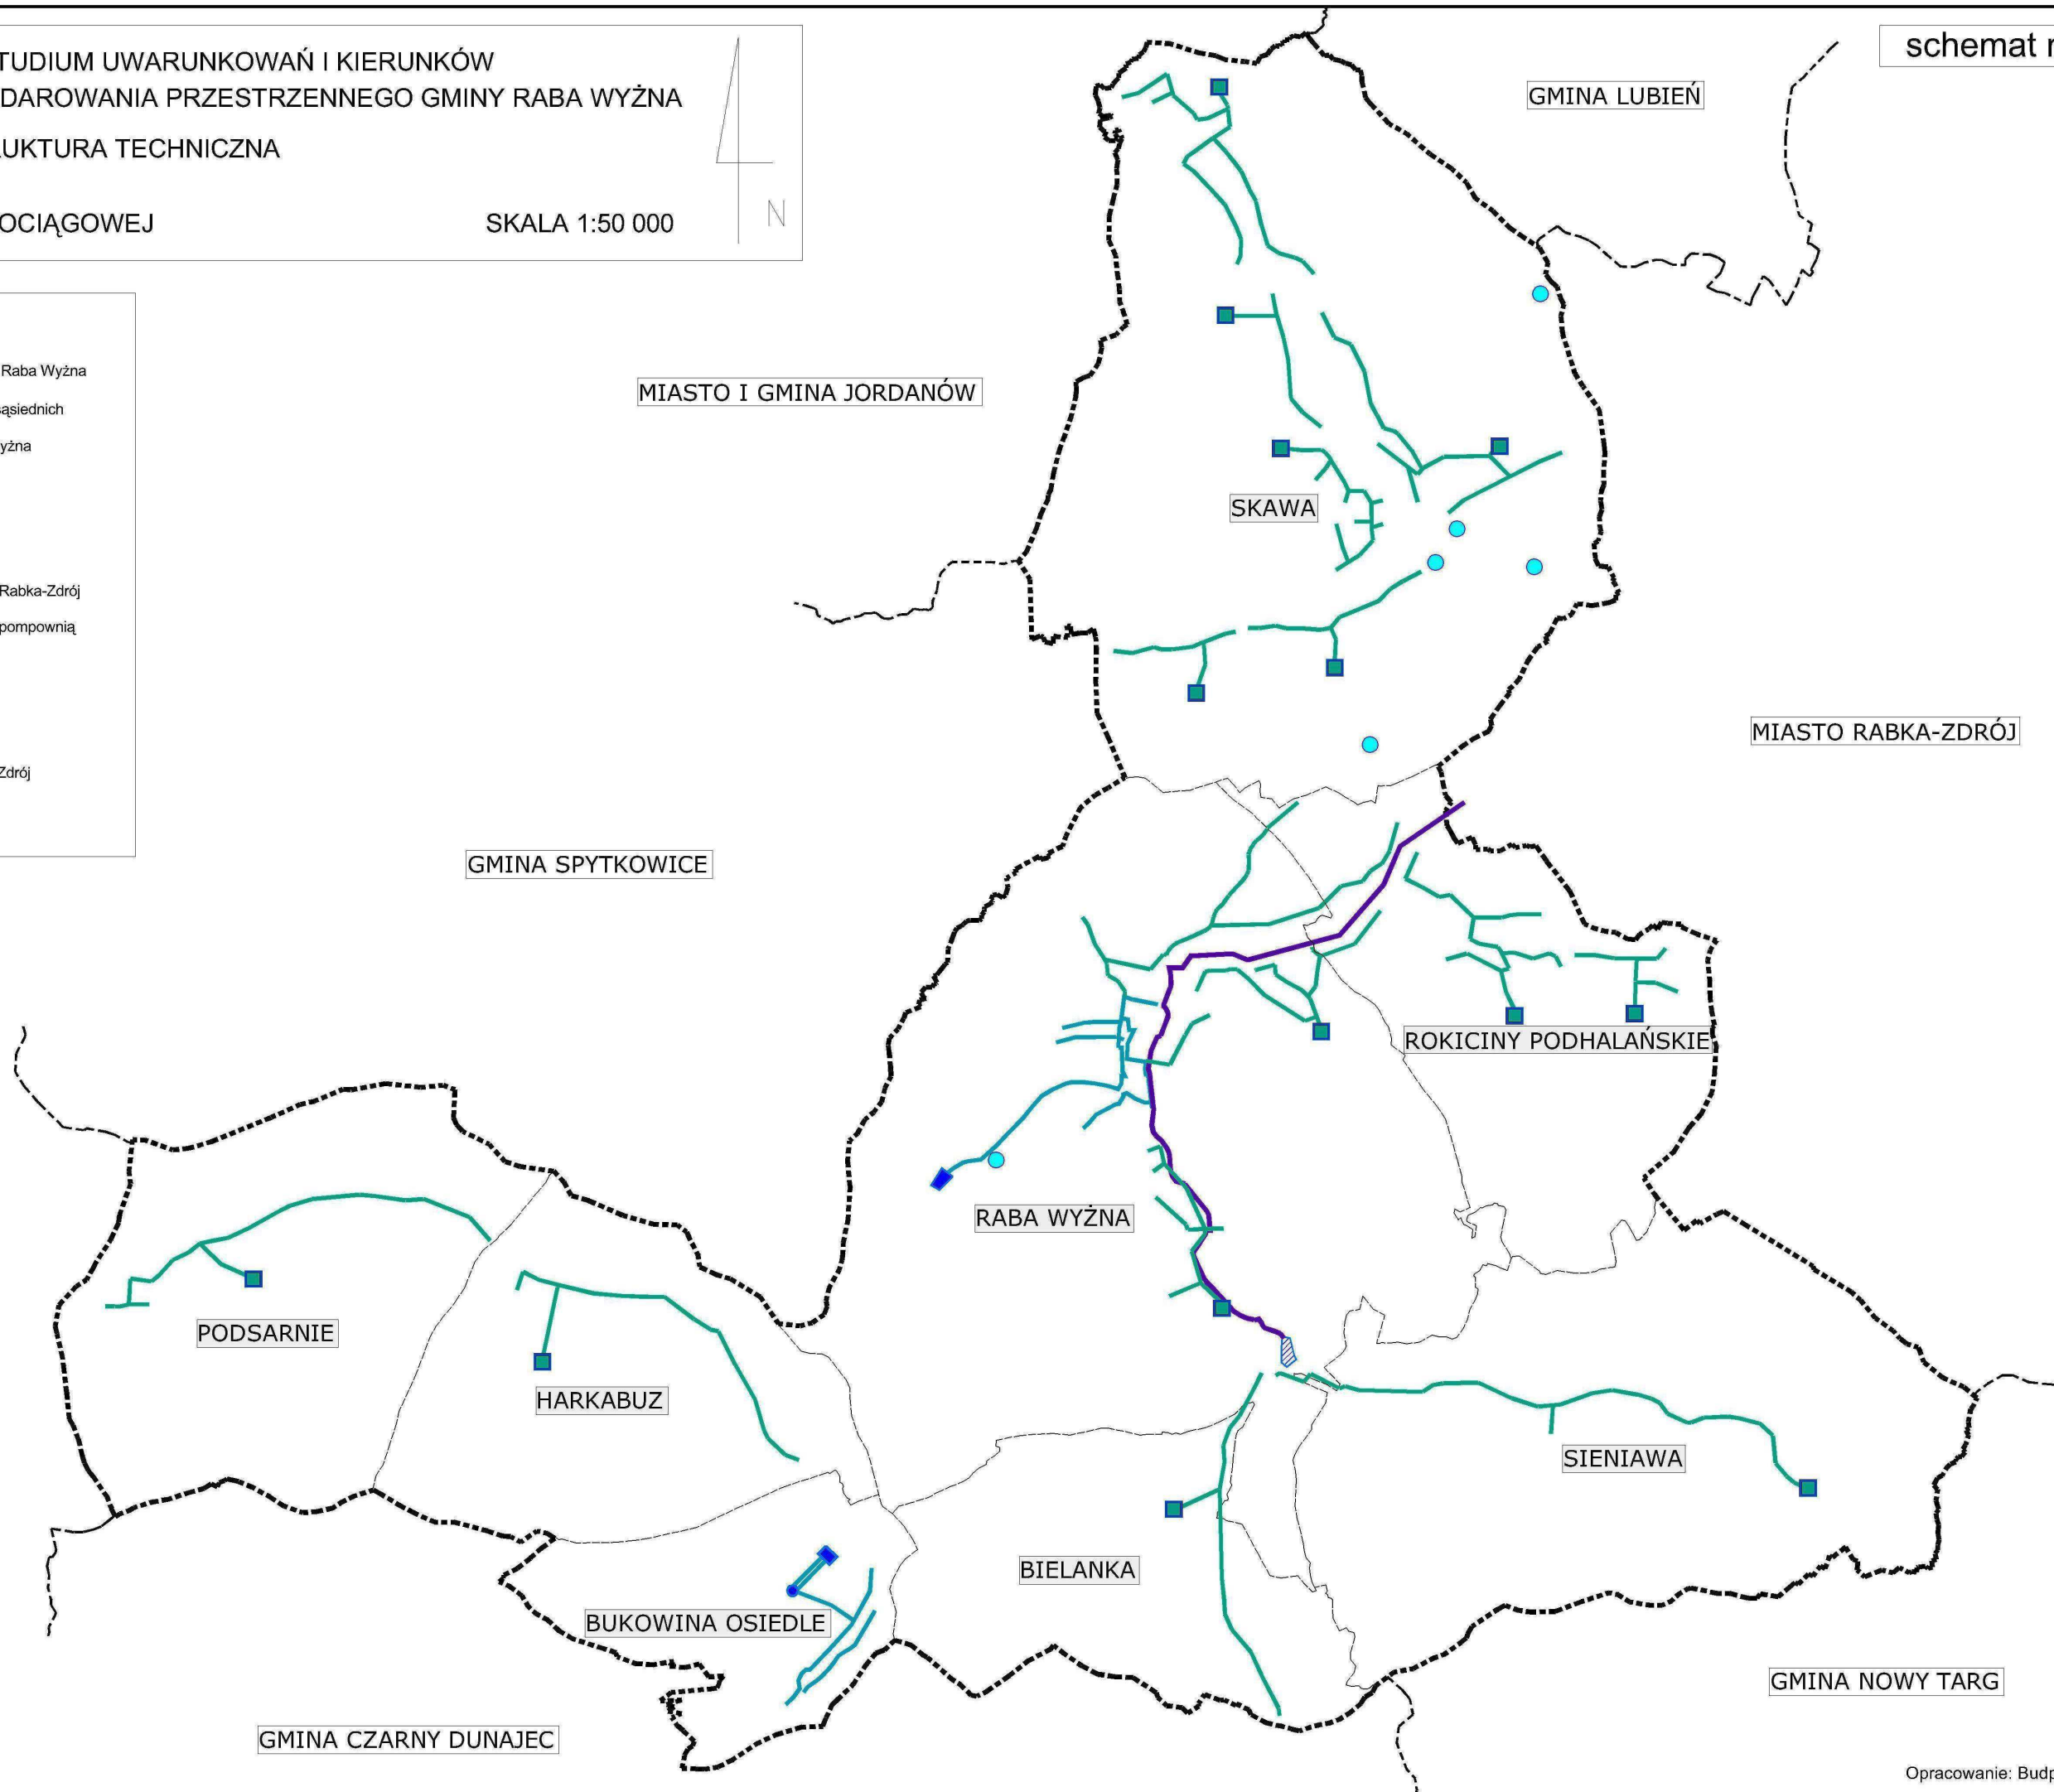 TUDIUM UWARUNKOWAŃ I KIERUNKÓW
DAROWANIA PRZESTRZENNEGO GMINY RABA WYŻNA
UKTURA TECHNICZNA
OCIĄGOWEJ SKALA 1:50 000
N
schemat r
GMINA LUBIEŃ
Raba Wyżna
sąsiednich
yżna
Rabka-Zdrój
pompownią
Zdrój
MIASTO I GMINA JORDANÓW
SKAWA
MIASTO RABKA-ZDRÓJ
GMINA SPYTKOWICE
ROKICINY PODHALAŃSKIE
RABA WYŻNA
PODSARNIE
HARKABUZ
SIENIAWA
BIELANKA
BUKOWINA OSIEDLE
GMINA NOWY TARG
GMINA CZARNY DUNAJEC
Opracowanie: Budp